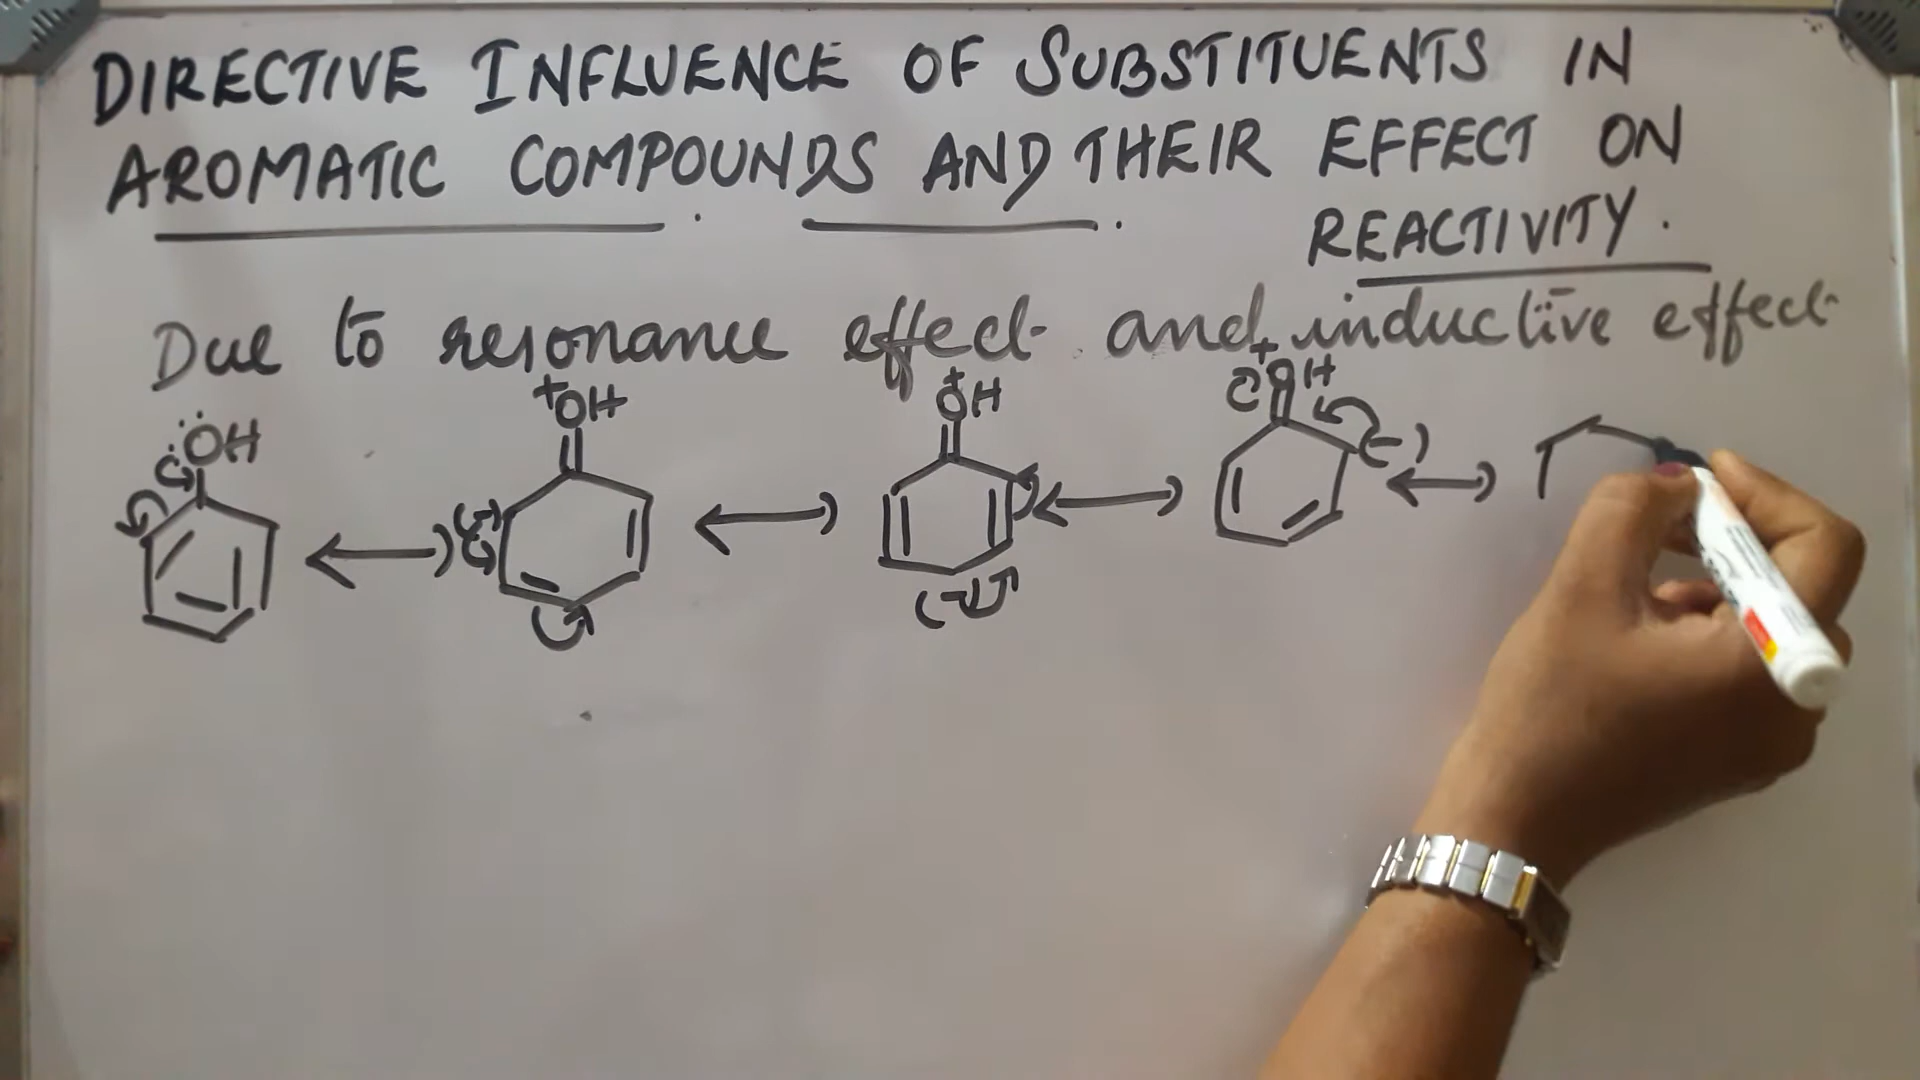 DIRECTIVE INFLUENCE OF SUBSTITUENTS IN
AROMATIC COMPOUNDS AND THEIR EFFECT ON
REACTIVITY.
Due to resonance effect and inductive effect
:ÖH
+OH
+
OH
+
OH
(-)
(-)
(-)